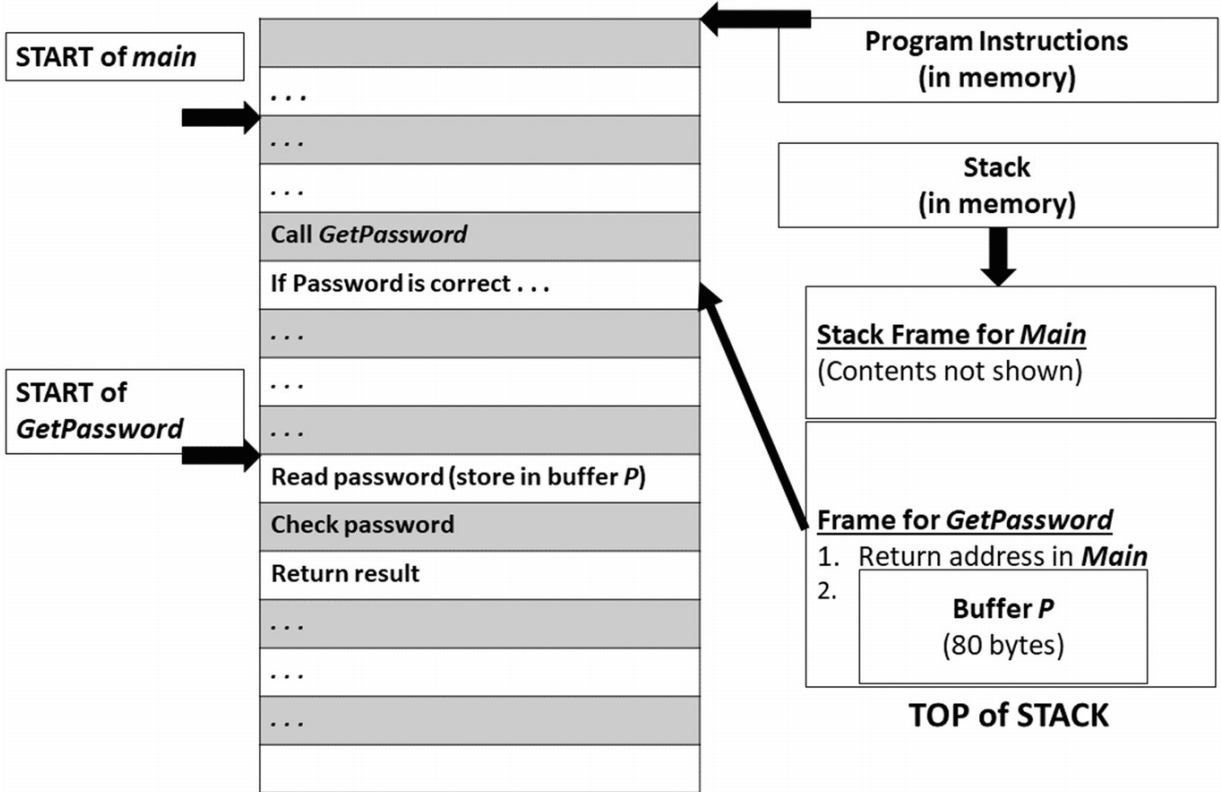 START of main
. . .
. . .
. . .
Call GetPassword
If Password is correct . . .
. . .
. . .
. . .
START of
GetPassword
Read password (store in buffer P)
Check password
Return result
. . .
. . .
. . .
Program Instructions
(in memory)
Stack
(in memory)
Stack Frame for Main
(Contents not shown)
Frame for GetPassword
1. Return address in Main
2.
Buffer P
(80 bytes)
TOP of STACK